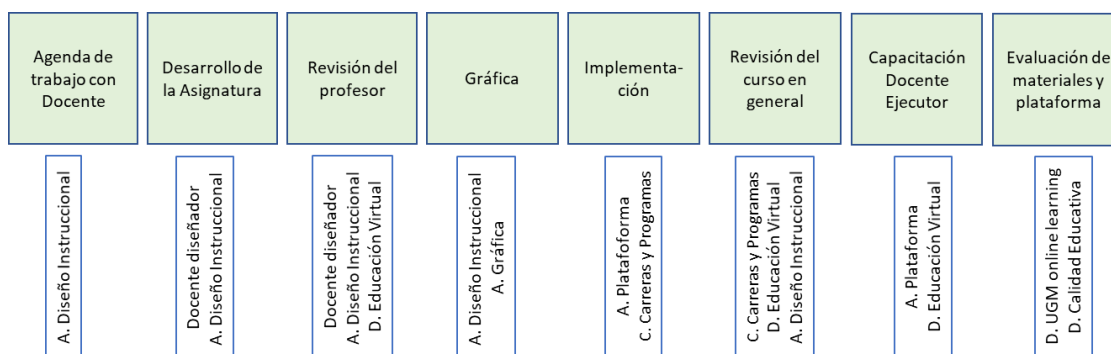 Agenda de
trabajo con
Docente
Desarrollo de
la Asignatura
Revisión del
profesor
Gráfica
Implementa-
ción
Revisión del
curso en
general
Capacitación
Docente
Ejecutor
Evaluación de
materiales y
plataforma
A. Diseño Instruccional
Docente diseñador
A. Diseño Instruccional
Docente diseñador
A. Diseño Instruccional
D. Educación Virtual
A. Diseño Instruccional
A. Gráfica
A. Platafoforma
C. Carreras y Programas
C. Carreras y Programas
D. Educación Virtual
A. Diseño Instruccional
A. Plataforma
D. Educación Virtual
D. UGM online learning
D. Calidad Educativa